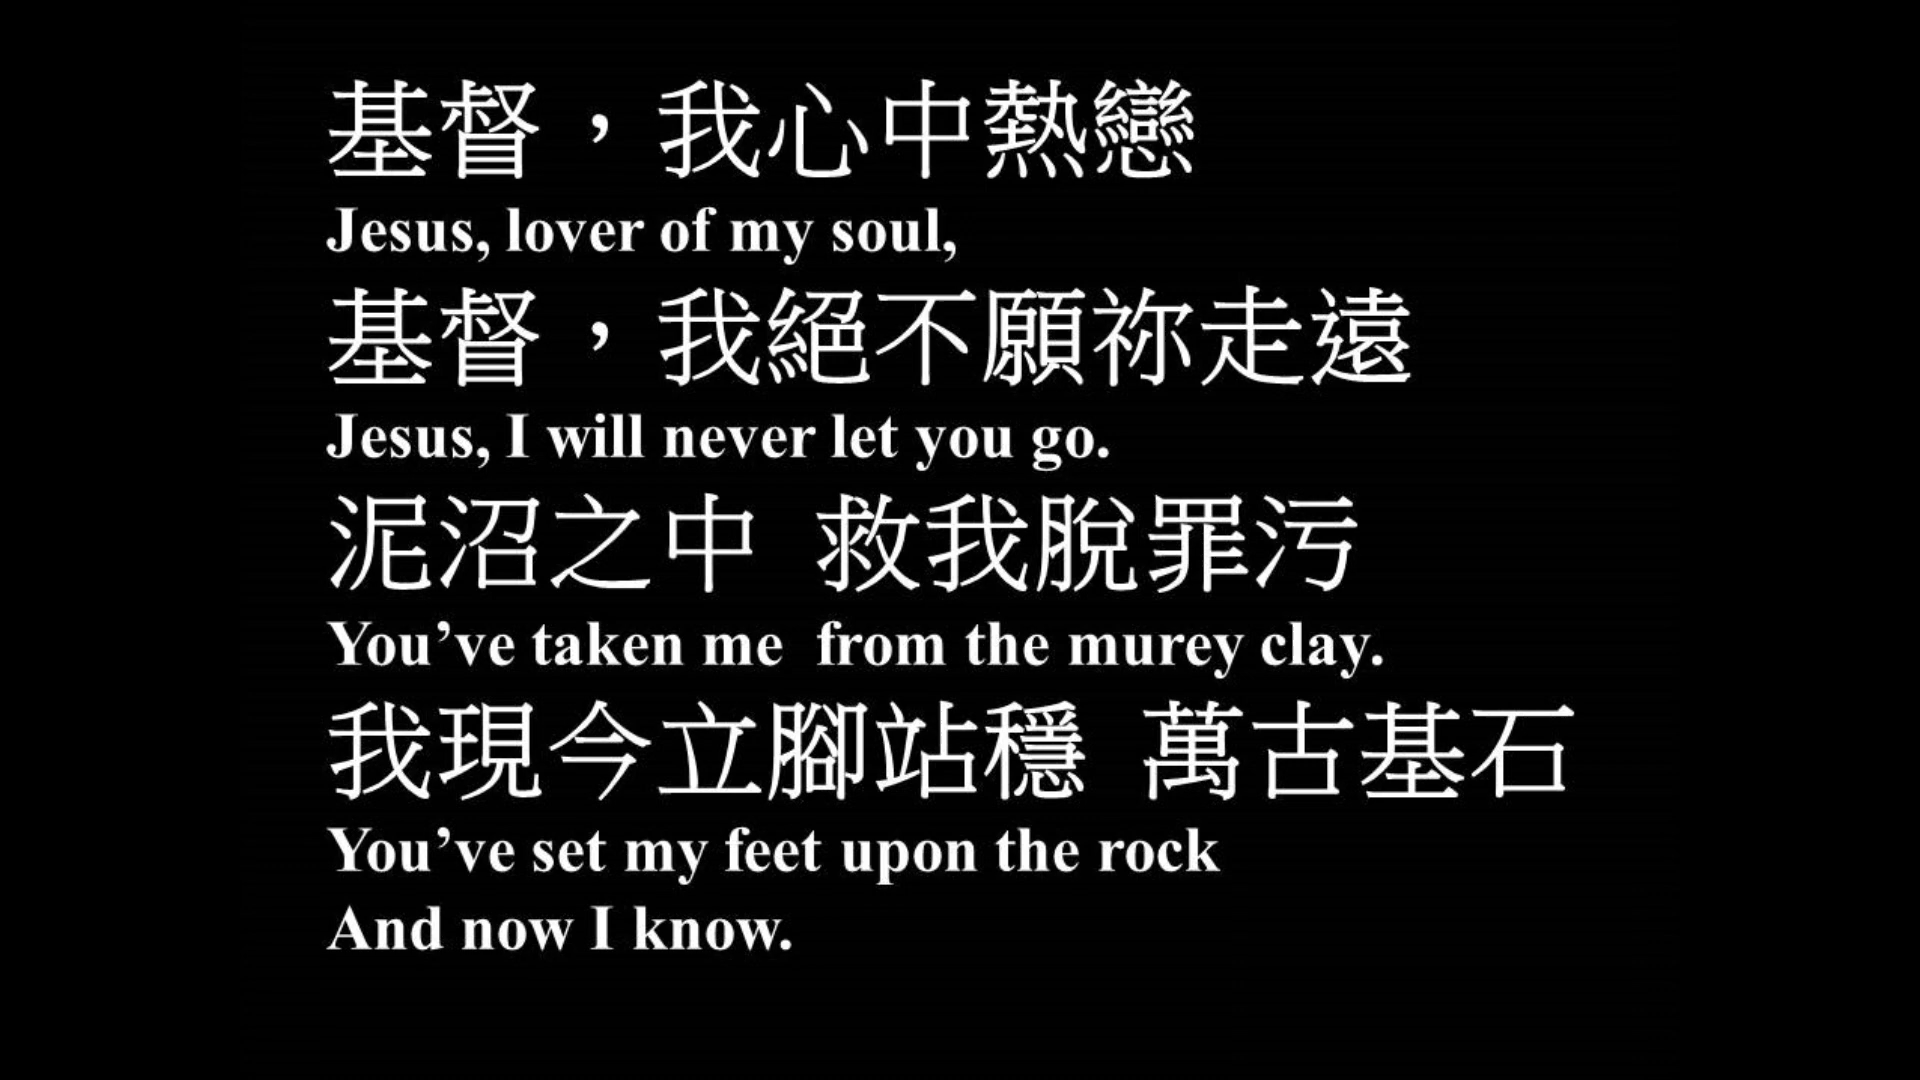 基督，我心中熱戀
Jesus, lover of my soul,
基督，我絕不願祢走遠
Jesus, I will never let you go.
泥沼之中 救我脫罪污
You’ve taken me  from the murey clay.
我現今立腳站穩 萬古基石
You’ve set my feet upon the rock
And now I know.